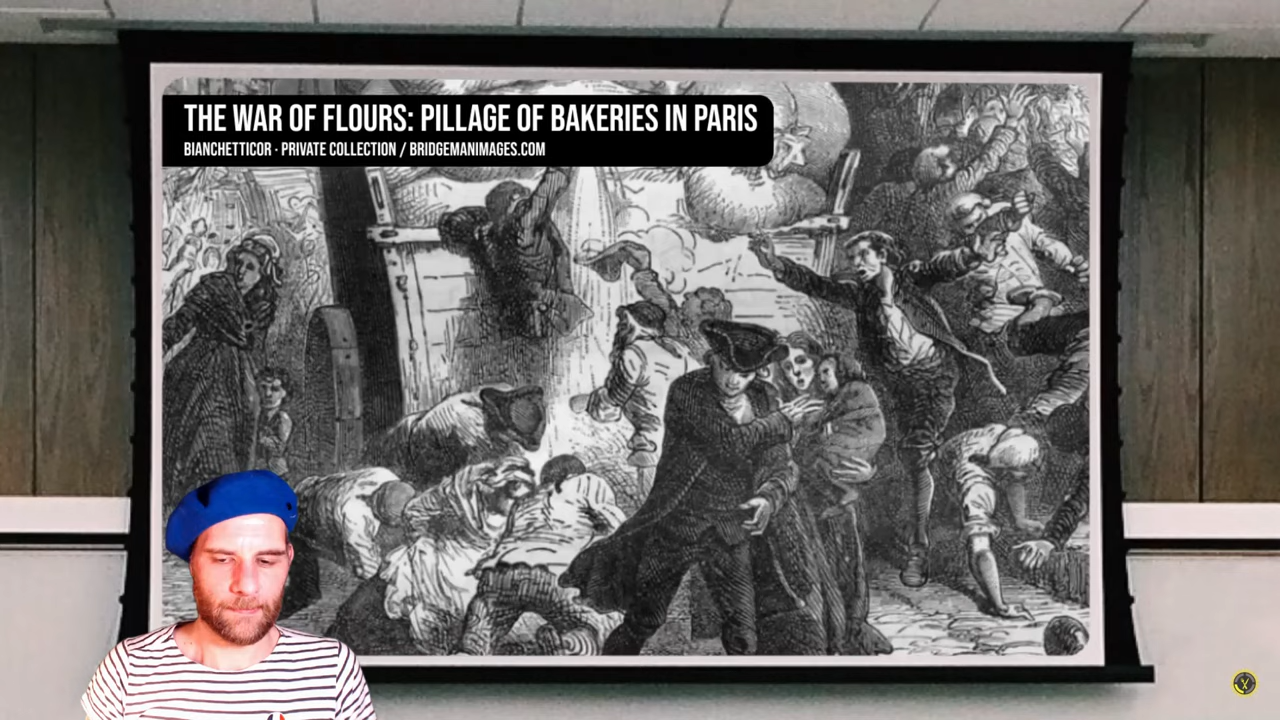 THE WAR OF FLOURS: PILLAGE OF BAKERIES IN PARIS
BIANCHETTICOR · PRIVATE COLLECTION / BRIDGEMANIMAGES.COM